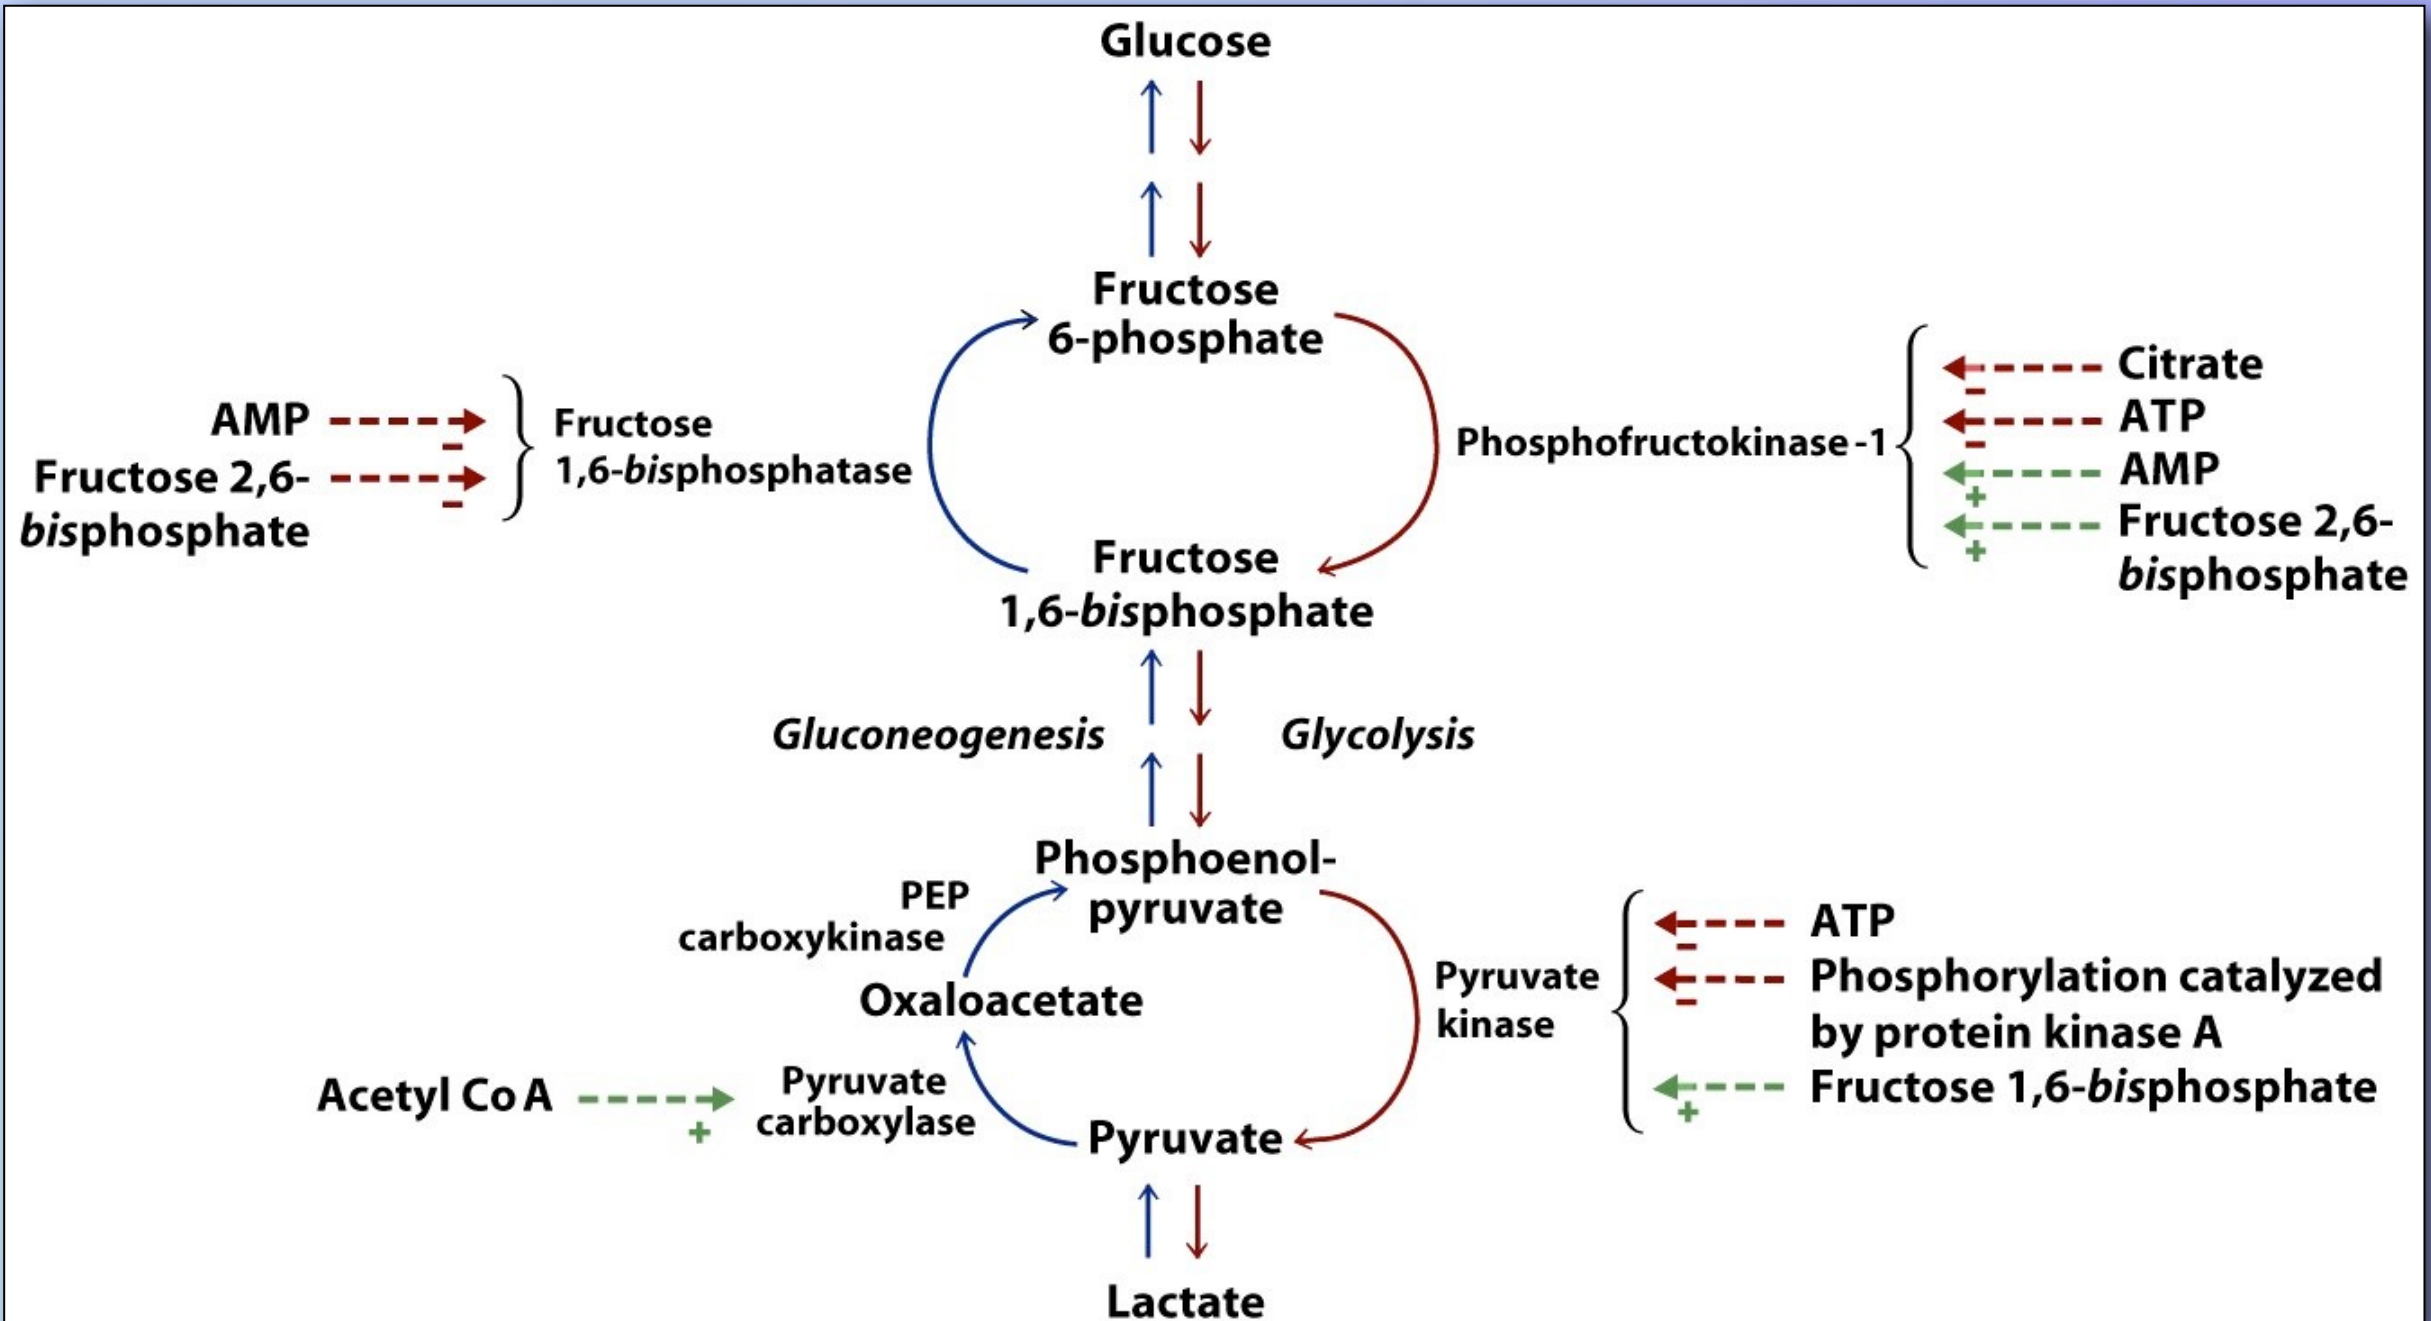 Glucose
Fructose
6-phosphate
AMP
Fructose 2,6-
bisphosphate
–
–
Fructose
1,6-bisphosphatase
Phosphofructokinase -1
Citrate
–
ATP
–
AMP
+
Fructose 2,6-
bisphosphate
+
Fructose
1,6-bisphosphate
Gluconeogenesis
Glycolysis
Phosphoenol-
pyruvate
PEP
carboxykinase
Oxaloacetate
Acetyl Co A
+
Pyruvate
carboxylase
Pyruvate
Pyruvate
kinase
ATP
–
Phosphorylation catalyzed
–
by protein kinase A
Fructose 1,6-bisphosphate
+
Lactate